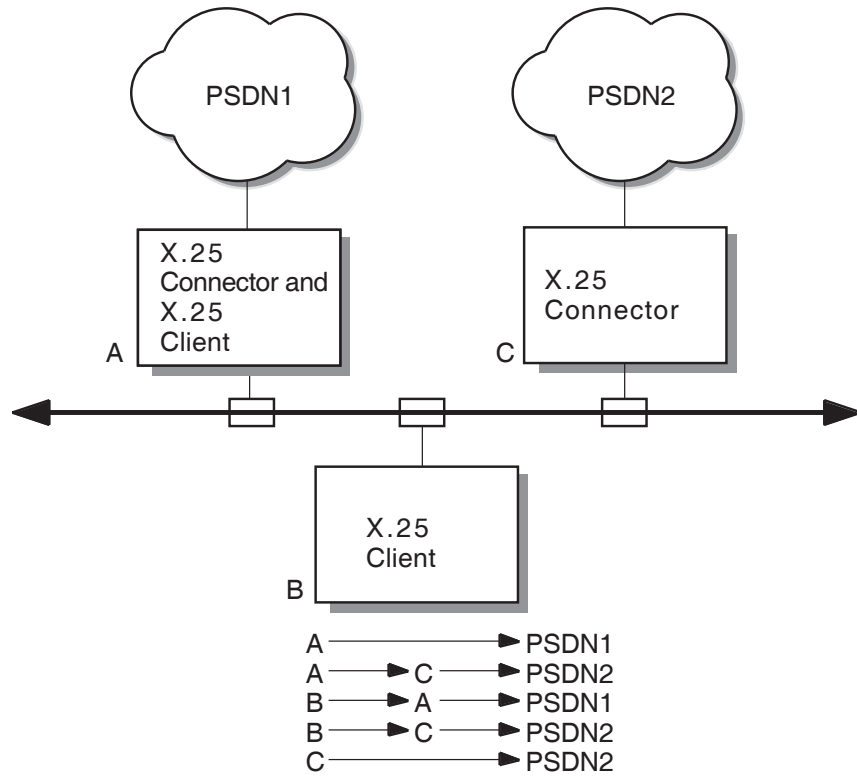 PSDN1
PSDN2
X.25
Connector and
X.25
Client
A
X.25
Connector
C
X.25
Client
B
A PSDN1
A C PSDN2
B A PSDN1
B C PSDN2
C PSDN2